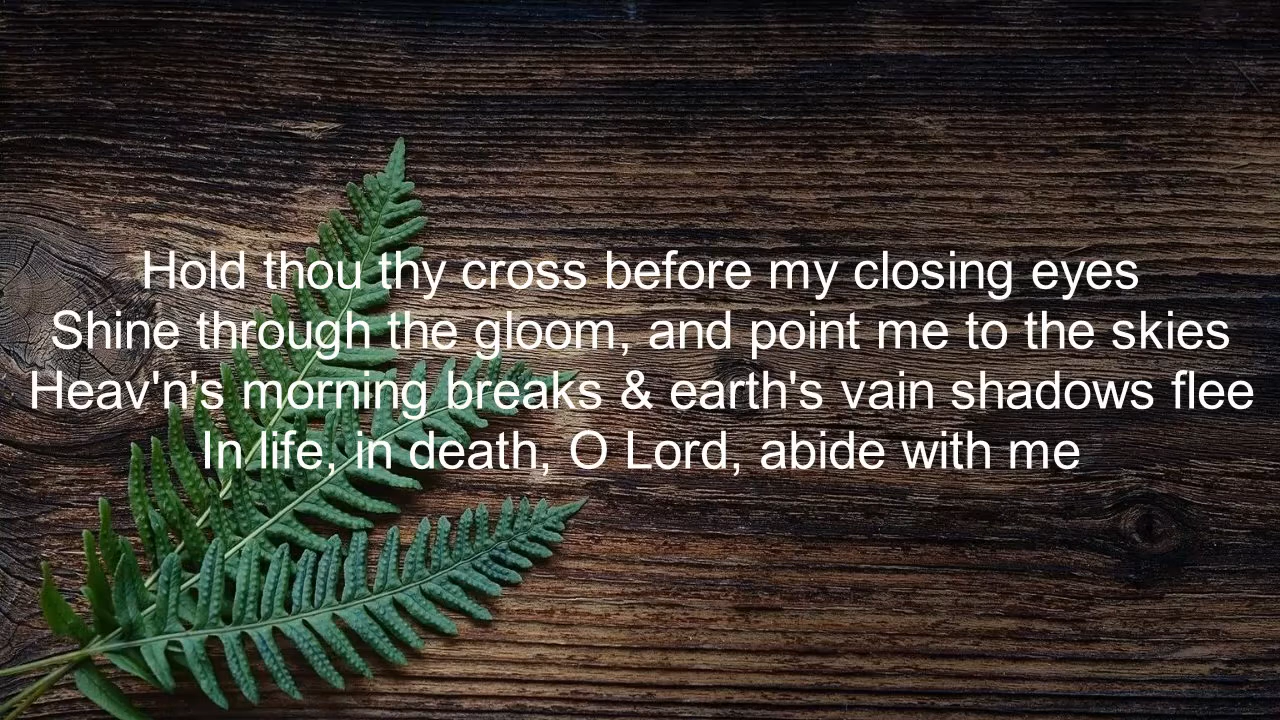 Hold thou thy cross before my closing eyes
Shine through the gloom, and point me to the skies
Heav'n's morning breaks & earth's vain shadows flee
In life, in death, O Lord, abide with me